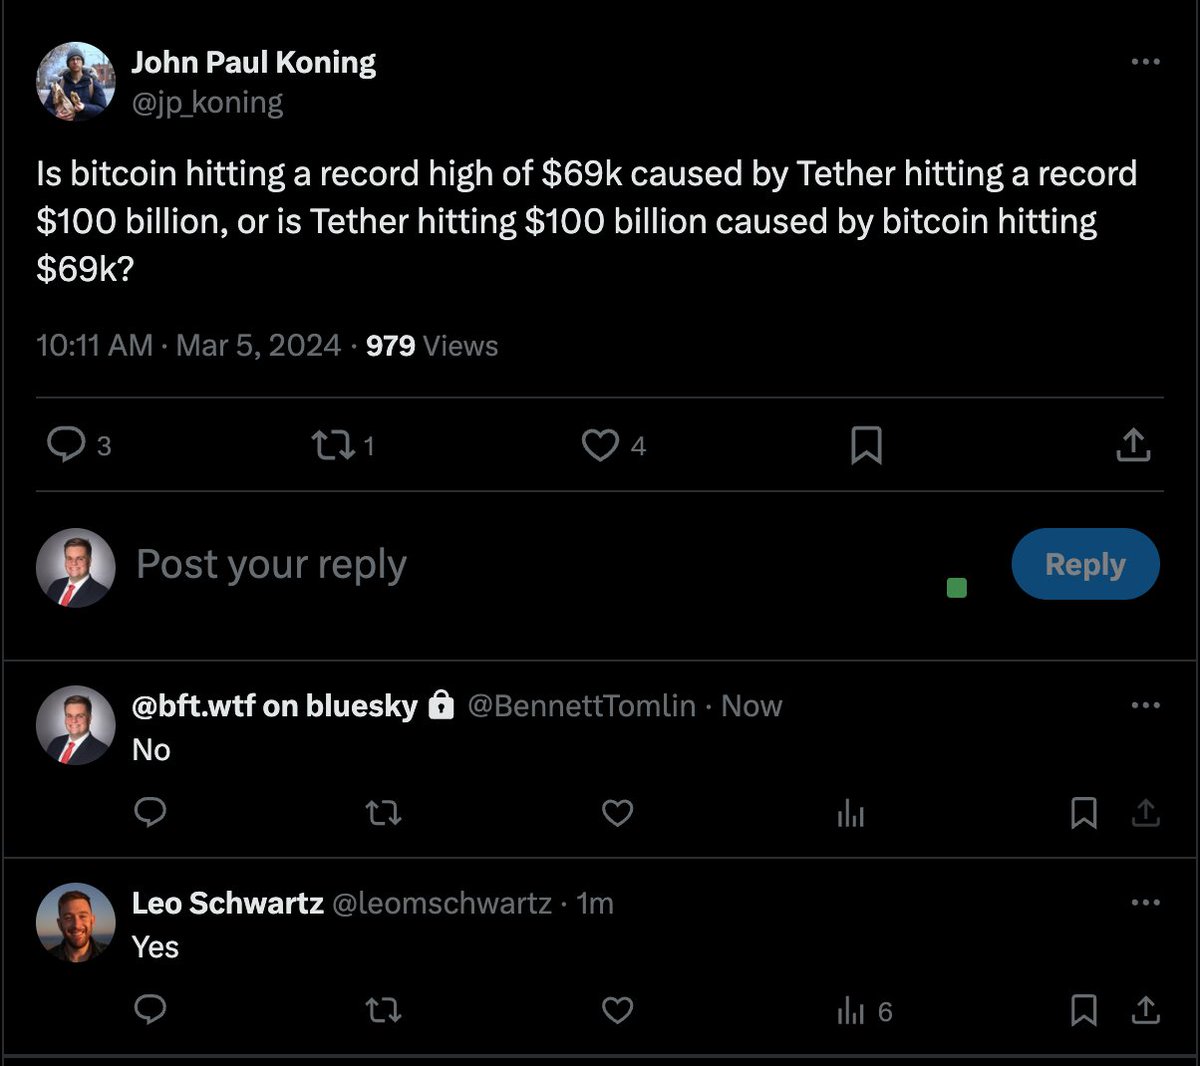 John Paul Koning
@jp_koning
Is bitcoin hitting a record high of $69k caused by Tether hitting a record
$100 billion, or is Tether hitting $100 billion caused by bitcoin hitting
$69k?
10:11 AM · Mar 5, 2024 · 979 Views
3 1 4
Post your reply
Reply
@bft.wtf on bluesky @BennettTomlin · Now
No
Leo Schwartz @leomschwartz · 1m
Yes
6